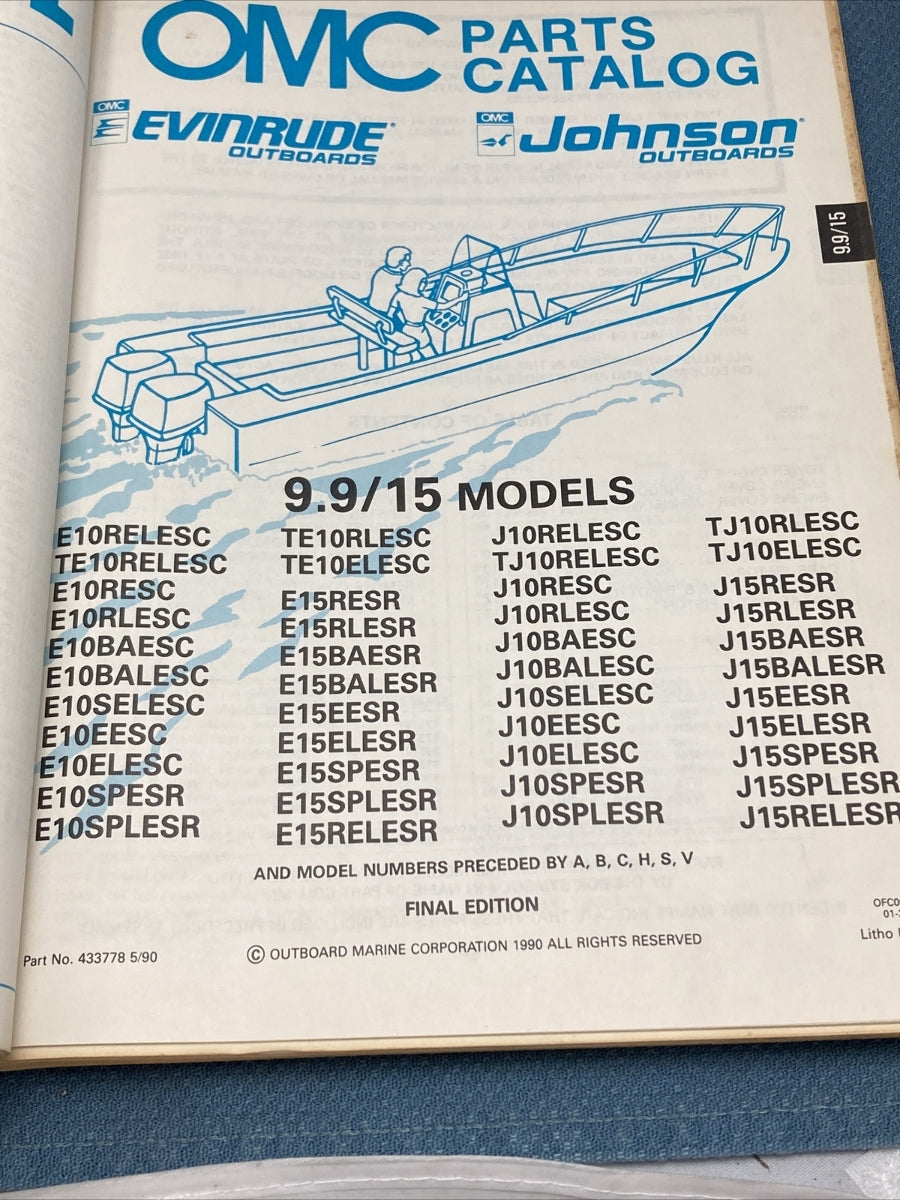 OMC PARTS
CATALOG
OMC
EVINRUDE®
OUTBOARDS
OMC
Johnson®
OUTBOARDS
9.9/15
9.9/15 MODELS
E10RELESC
TE10RELESC
E10RESC
E10RLESC
E10BAESC
E10BALESC
E10SELESC
E10EESC
E10ELESC
E10SPESR
E10SPLESR
TE10RLESC
TE10ELESC
E15RESR
E15RLESR
E15BAESR
E15BALESR
E15EESR
E15ELESR
E15SPESR
E15SPLESR
E15RELESR
J10RELESC
TJ10RELESC
J10RESC
J10RLESC
J10BAESC
J10BALESC
J10SELESC
J10EESC
J10ELESC
J10SPESR
J10SPLESR
TJ10RLESC
TJ10ELESC
J15RESR
J15RLESR
J15BAESR
J15BALESR
J15EESR
J15ELESR
J15SPESR
J15SPLESR
J15RELESR
AND MODEL NUMBERS PRECEDED BY A, B, C, H, S, V
FINAL EDITION
© OUTBOARD MARINE CORPORATION 1990 ALL RIGHTS RESERVED
Part No. 433778 5/90
Litho